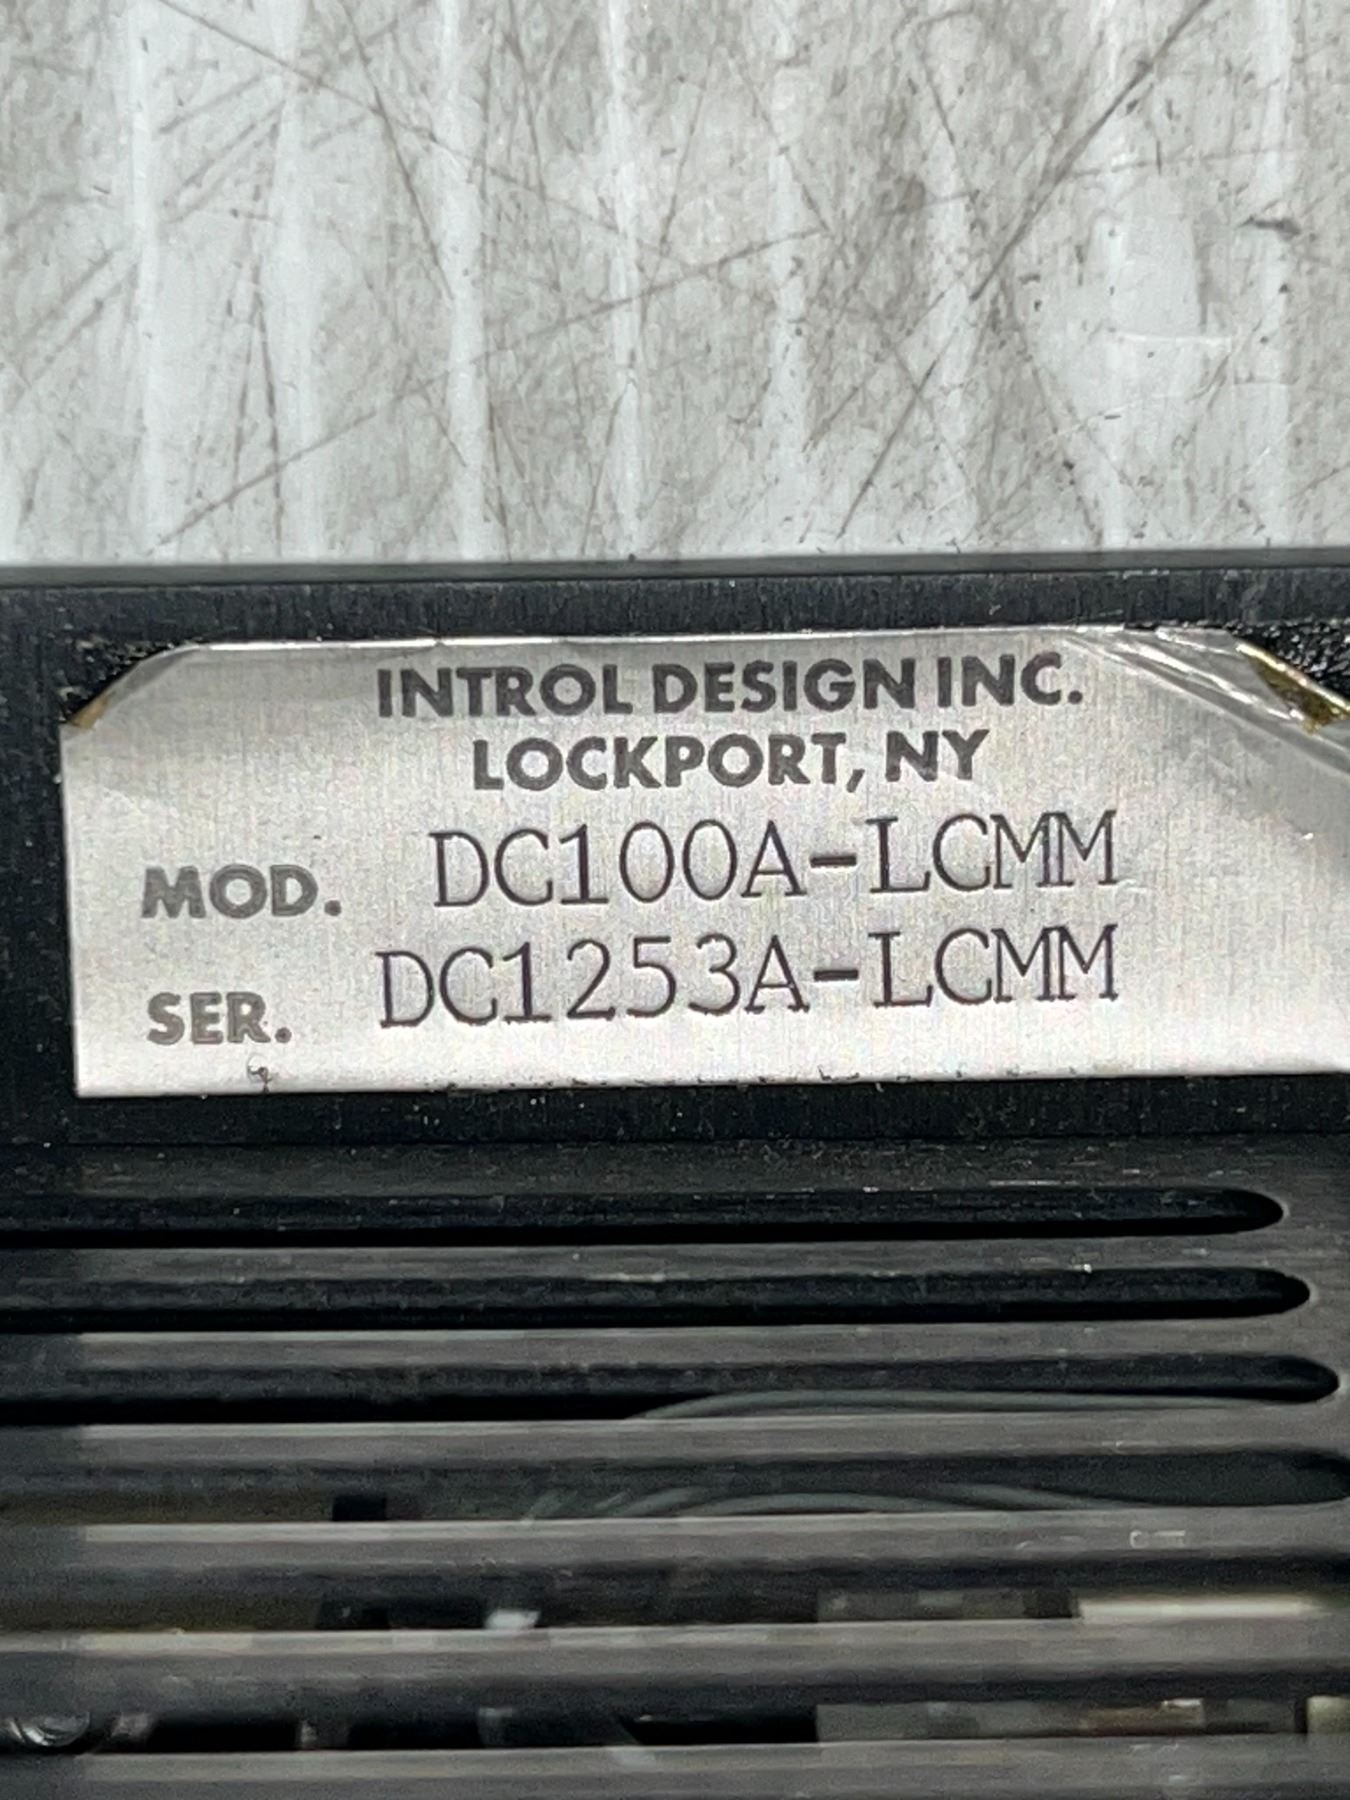 INTROL DESIGN INC.
LOCKPORT, NY
MOD. DC100A-LCMM
SER. DC1253A-LCMM